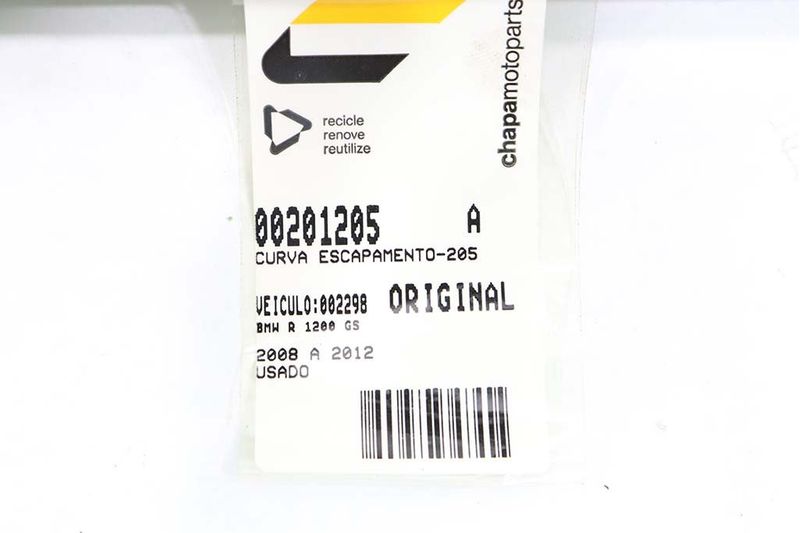 chapamotoparts
recicle
renove
reutilize
00201205 A
CURVA ESCAPAMENTO-205
VEICULO:002298 ORIGINAL
BMW R 1200 GS
2008 A 2012
USADO